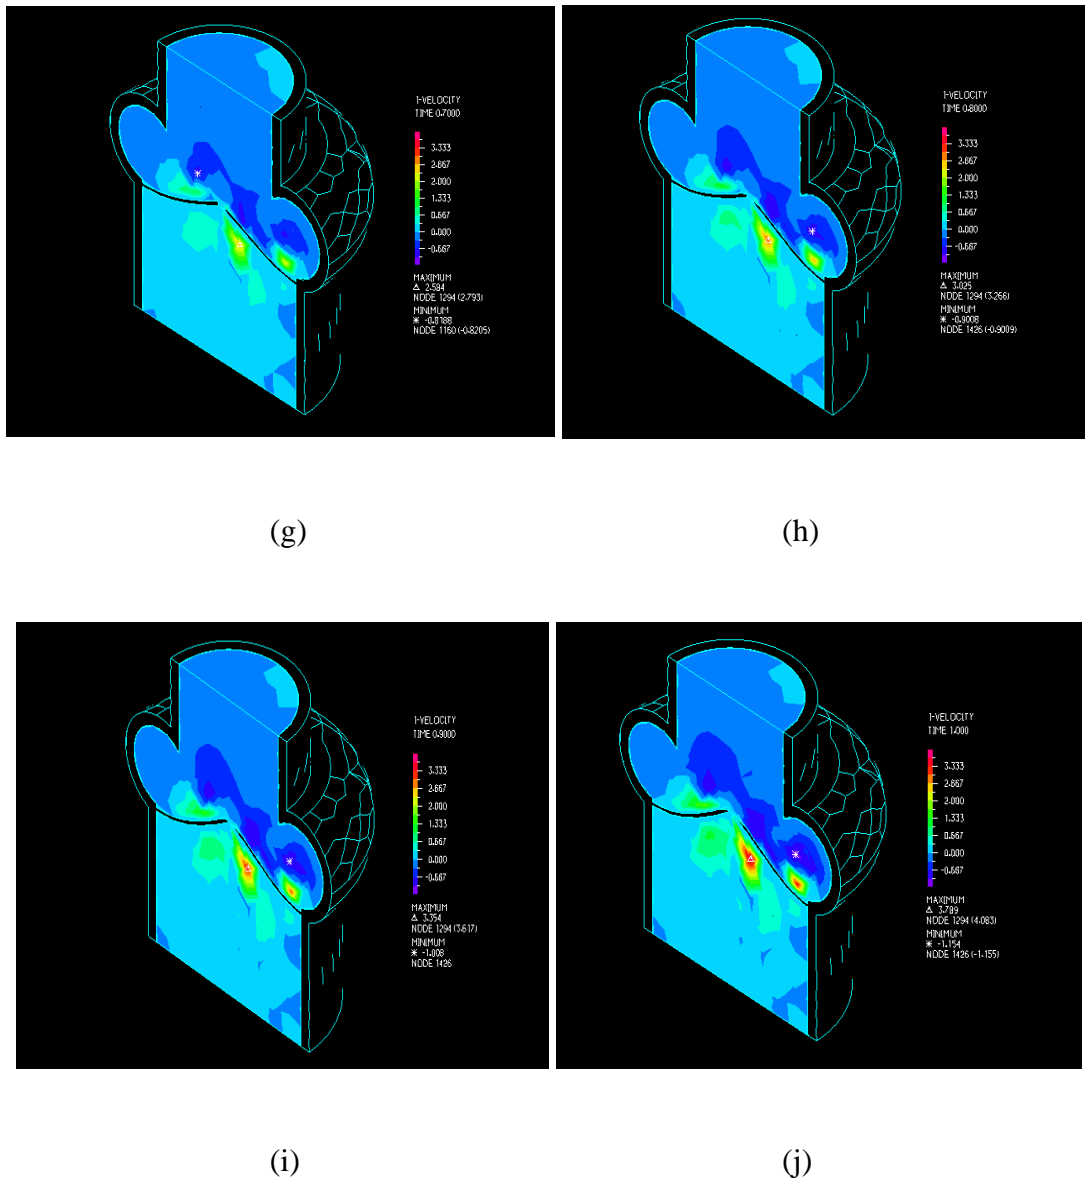 Y-VELOCITY
TIME 0.7000
3.333
2.667
2.000
1.333
0.667
0.000
-0.667
MAXIMUM
△ 2.584
NODE 1294 (2.793)
MINIMUM
✳ -0.8188
NODE 1160 (-0.8205)
Y-VELOCITY
TIME 0.8000
3.333
2.667
2.000
1.333
0.667
0.000
-0.667
MAXIMUM
△ 3.025
NODE 1294 (3.266)
MINIMUM
✳ -0.9008
NODE 1426 (-0.9009)
(g)
(h)
Y-VELOCITY
TIME 0.9000
3.333
2.667
2.000
1.333
0.667
0.000
-0.667
MAXIMUM
△ 3.354
NODE 1294 (3.617)
MINIMUM
✳ -1.008
NODE 1426
Y-VELOCITY
TIME 1.000
3.333
2.667
2.000
1.333
0.667
0.000
-0.667
MAXIMUM
△ 3.789
NODE 1294 (4.083)
MINIMUM
✳ -1.154
NODE 1426 (-1.155)
(i)
(j)